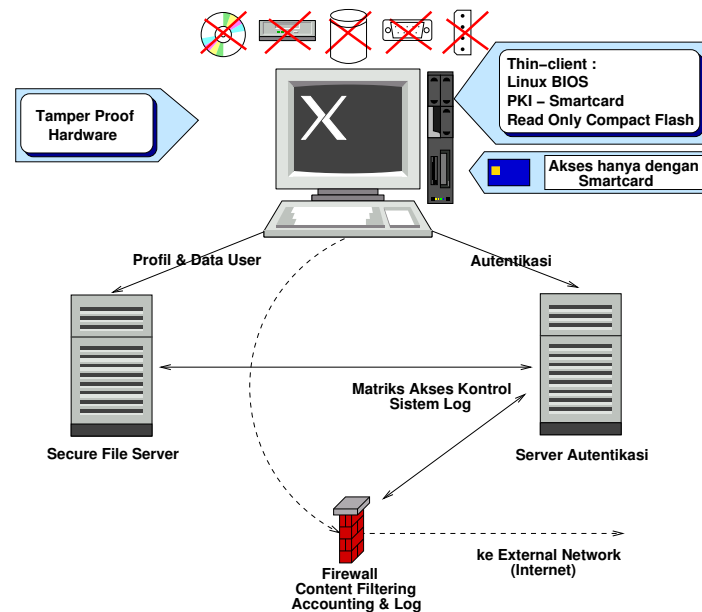 Thin-client :
Linux BIOS
PKI - Smartcard
Read Only Compact Flash
Tamper Proof
Hardware
X
Akses hanya dengan
Smartcard
Profil & Data User
Autentikasi
Matriks Akses Kontrol
Sistem Log
Secure File Server
Server Autentikasi
ke External Network
(Internet)
Firewall
Content Filtering
Accounting & Log